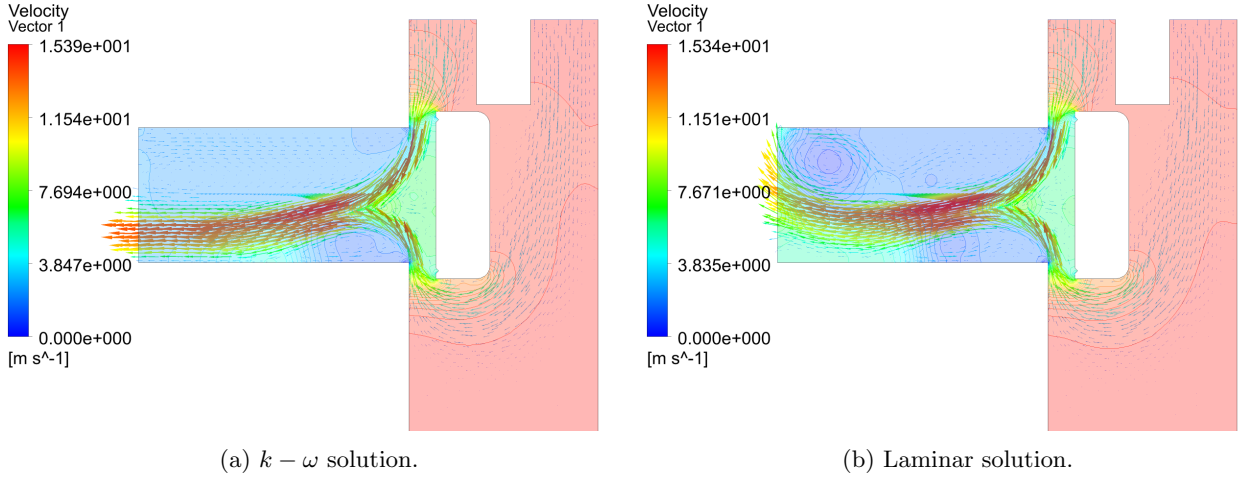 Velocity
Vector 1
1.539e+001
1.154e+001
7.694e+000
3.847e+000
0.000e+000
[m s^-1]
(a) k − ω solution.
Velocity
Vector 1
1.534e+001
1.151e+001
7.671e+000
3.835e+000
0.000e+000
[m s^-1]
(b) Laminar solution.